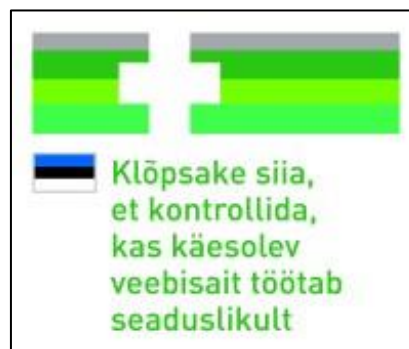 Klõpsake siia,
et kontrollida,
kas käesolev
veebisait töötab
seaduslikult